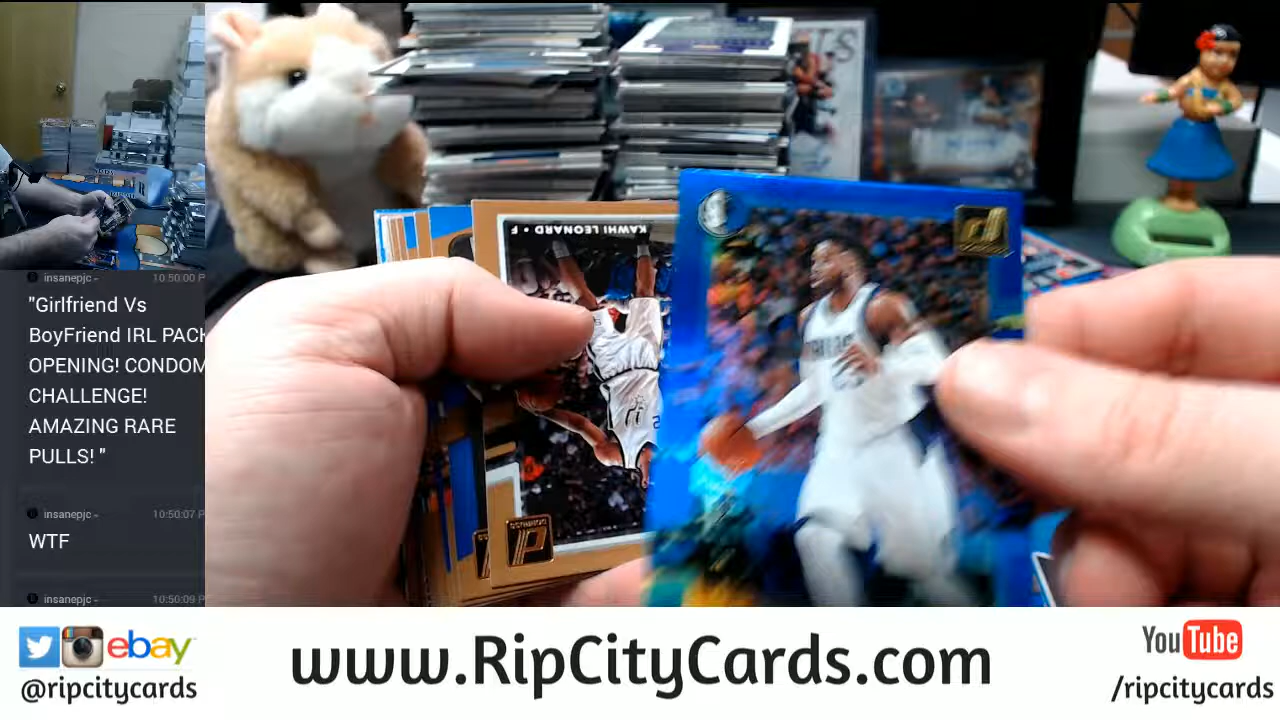 insanepjc 10:50:00 P
"Girlfriend Vs
BoyFriend IRL PACK
OPENING! CONDOM
CHALLENGE!
AMAZING RARE
PULLS! "
insanepjc 10:50:07 P
WTF
insanepjc 10:50:09 P
KAWHI LEONARD • F
DONRUSS
ebay
@ripcitycards
www.RipCityCards.com
YouTube
/ripcitycards